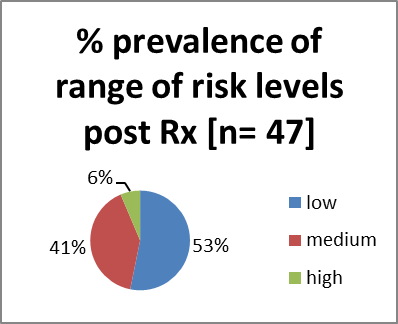 % prevalence of
range of risk levels
post Rx [n= 47]
6%
41%
53%
low
medium
high